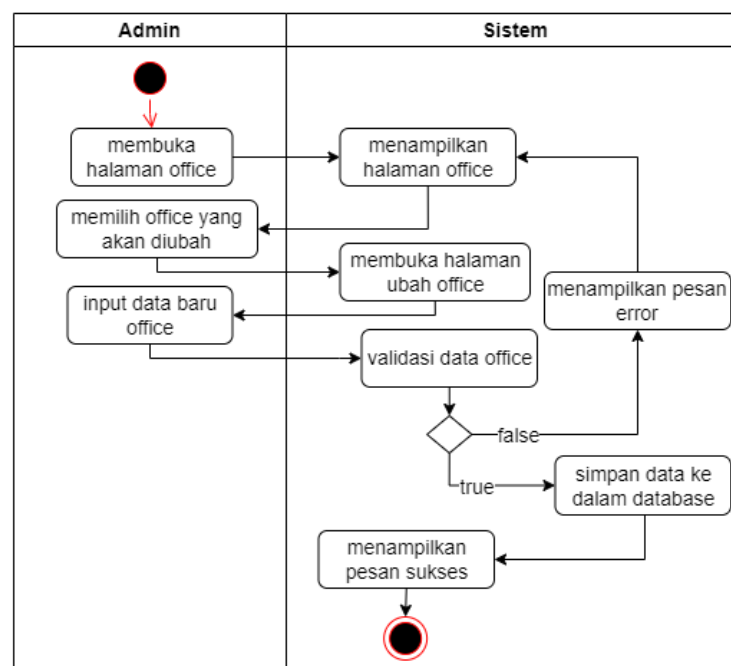 Admin
Sistem
membuka
halaman office
menampilkan
halaman office
memilih office yang
akan diubah
membuka halaman
ubah office
input data baru
office
menampilkan pesan
error
validasi data office
false
true
simpan data ke
dalam database
menampilkan
pesan sukses